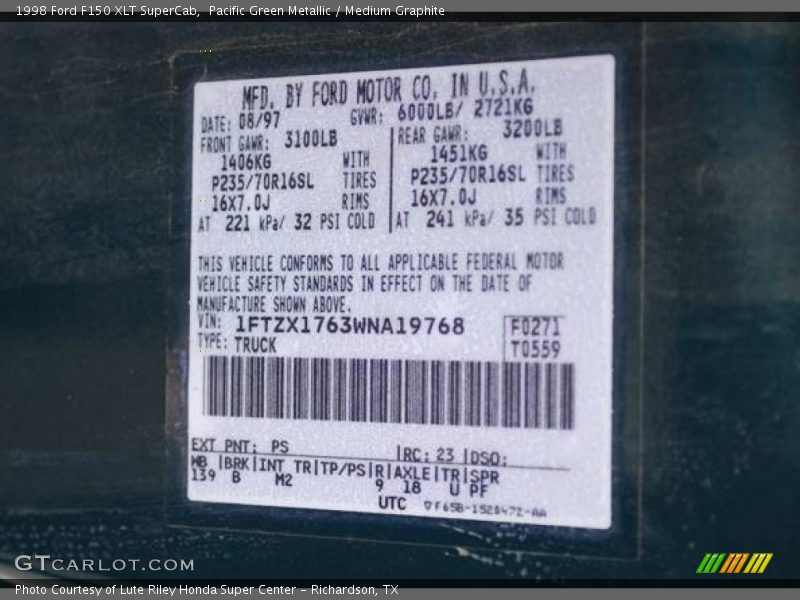 1998 Ford F150 XLT SuperCab, Pacific Green Metallic / Medium Graphite
MFD. BY FORD MOTOR CO. IN U.S.A.
DATE: 08/97 GVWR: 6000LB/ 2721KG
FRONT GAWR: 3100LB REAR GAWR: 3200LB
1406KG WITH 1451KG WITH
P235/70R16SL TIRES P235/70R16SL TIRES
16X7.0J RIMS 16X7.0J RIMS
AT 221 kPa/ 32 PSI COLD AT 241 kPa/ 35 PSI COLD
THIS VEHICLE CONFORMS TO ALL APPLICABLE FEDERAL MOTOR
VEHICLE SAFETY STANDARDS IN EFFECT ON THE DATE OF
MANUFACTURE SHOWN ABOVE.
VIN: 1FTZX1763WNA19768 F0271
TYPE: TRUCK T0559
EXT PNT: PS RC: 23 DSO:
WB BRK INT TR TP/PS R AXLE TR SPR
139 B M2 9 18 U PF
UTC
GTCARLOT.COM
Photo Courtesy of Lute Riley Honda Super Center - Richardson, TX